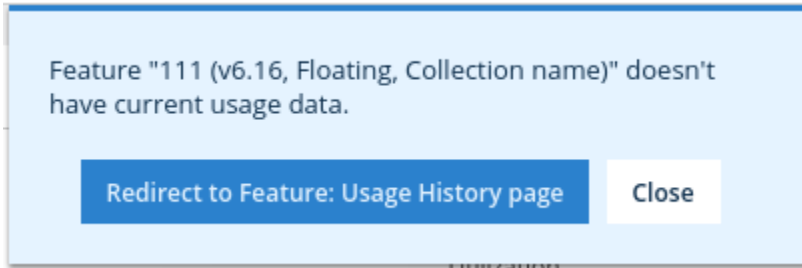 Feature "111 (v6.16, Floating, Collection name)" doesn't
have current usage data.
Redirect to Feature: Usage History page Close